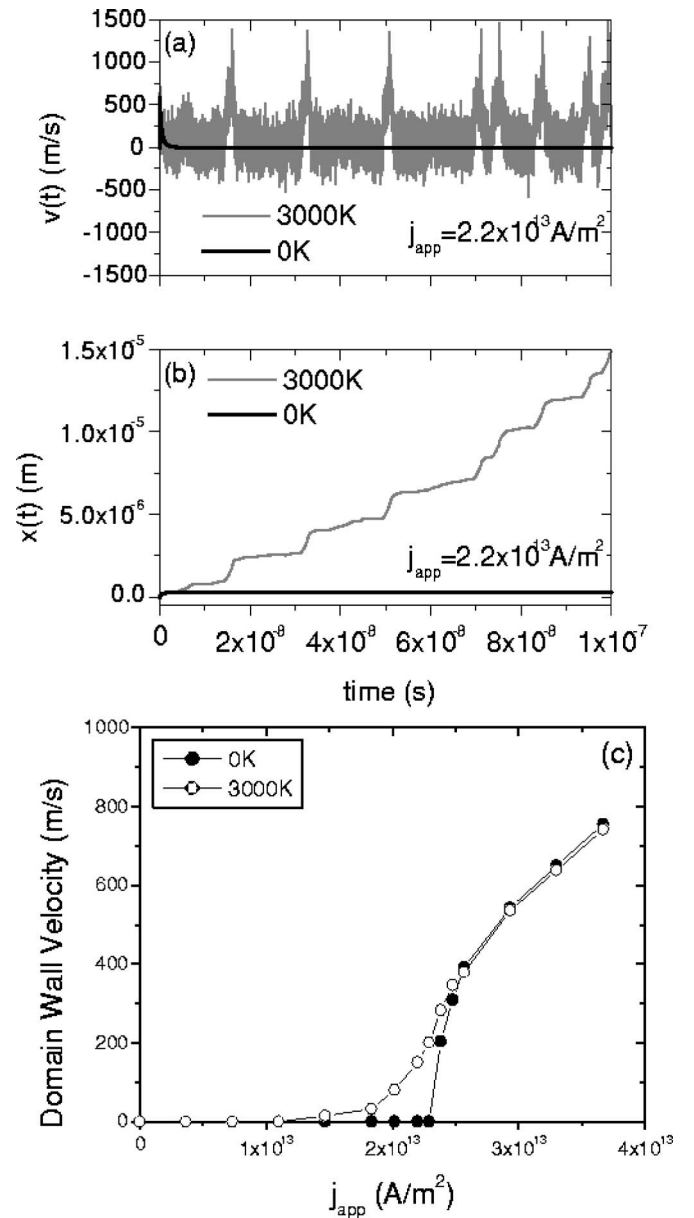 (a)
1500
1000
500
0
-500
-1000
-1500
v(t) (m/s)
3000K
0K
j_app=2.2x10^13A/m^2
(b)
1.5x10^-5
1.0x10^-5
5.0x10^-6
0.0
x(t) (m)
3000K
0K
j_app=2.2x10^13A/m^2
0 2x10^-8 4x10^-8 6x10^-8 8x10^-8 1x10^-7
time (s)
(c)
1000
800
600
400
200
0
Domain Wall Velocity (m/s)
0K
3000K
0 1x10^13 2x10^13 3x10^13 4x10^13
j_app (A/m^2)